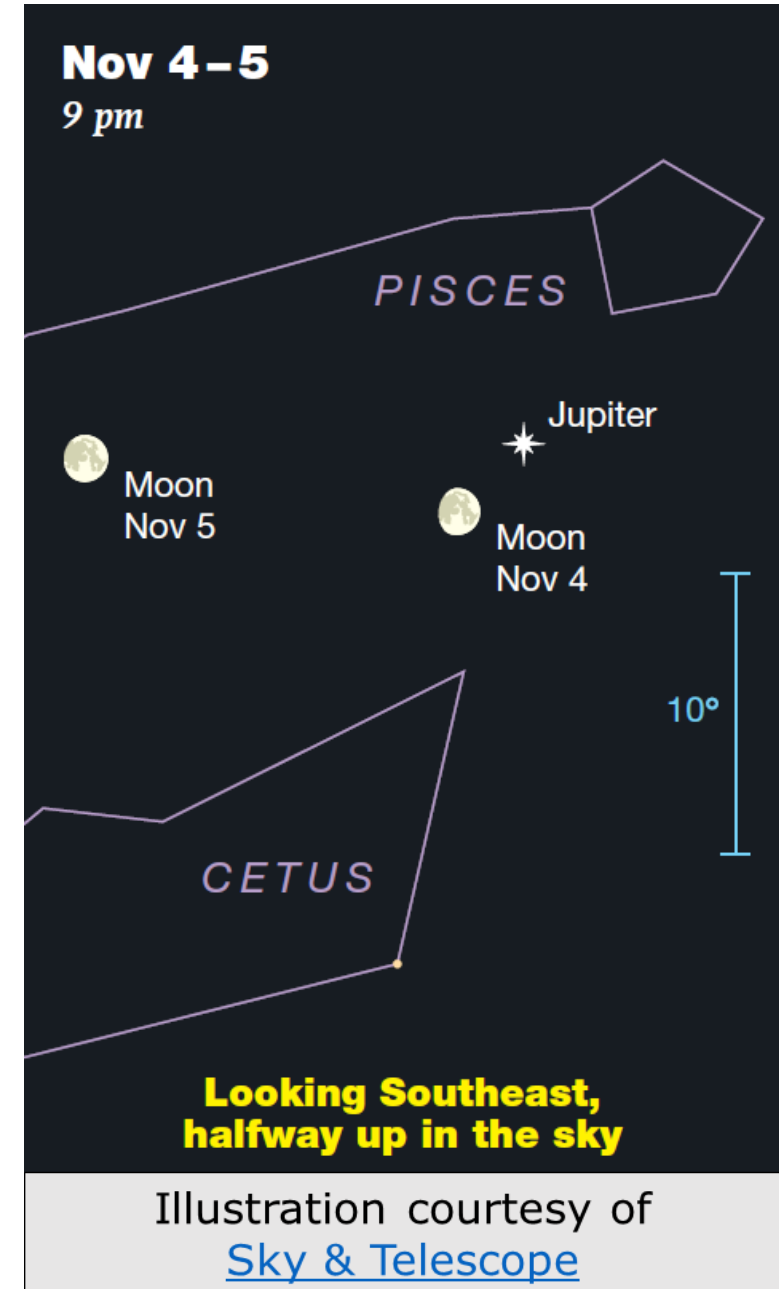 Nov 4–5
9 pm
PISCES
Jupiter
Moon
Nov 5
Moon
Nov 4
10°
CETUS
Looking Southeast,
halfway up in the sky
Illustration courtesy of
Sky & Telescope